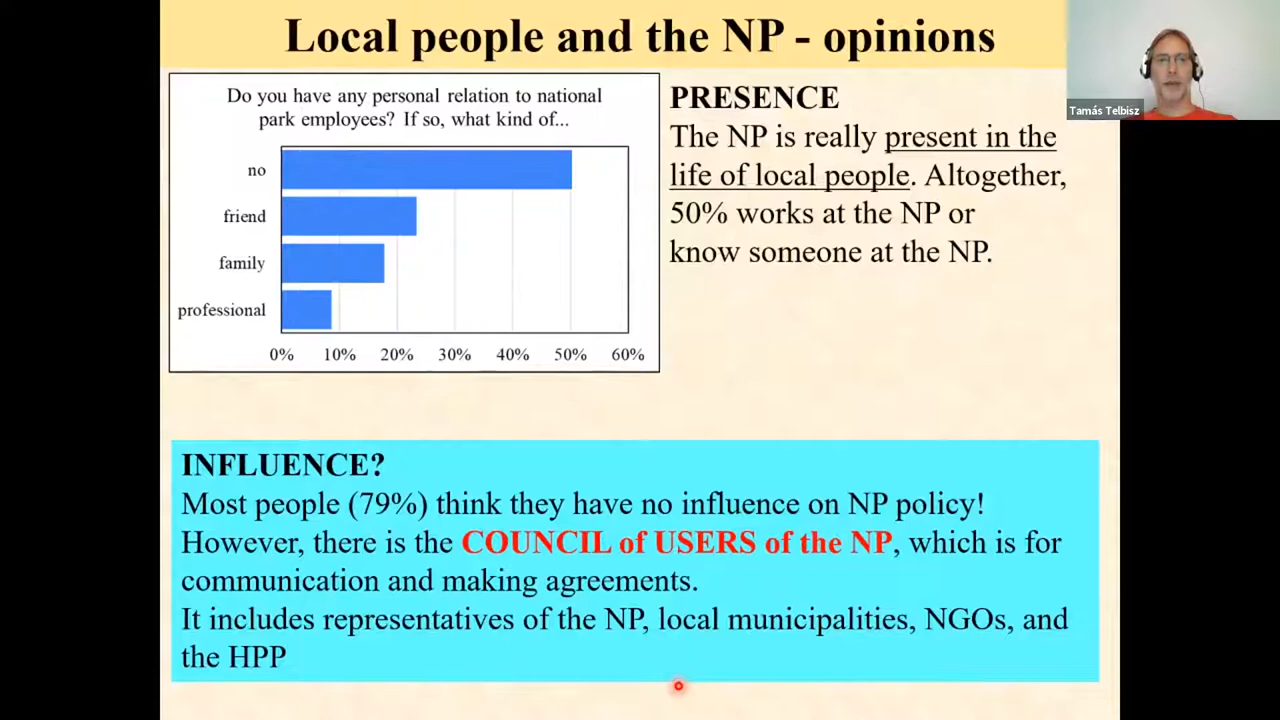 Local people and the NP - opinions
Tamás Telbisz
Do you have any personal relation to national
park employees? If so, what kind of...
no
friend
family
professional
0% 10% 20% 30% 40% 50% 60%
PRESENCE
The NP is really present in the
life of local people. Altogether,
50% works at the NP or
know someone at the NP.
INFLUENCE?
Most people (79%) think they have no influence on NP policy!
However, there is the COUNCIL of USERS of the NP, which is for
communication and making agreements.
It includes representatives of the NP, local municipalities, NGOs, and
the HPP